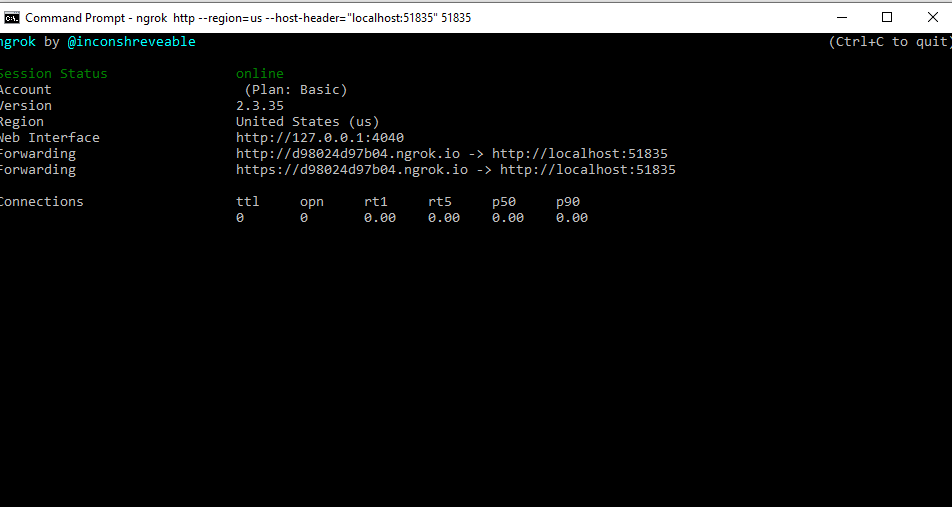 Command Prompt - ngrok  http --region=us --host-header="localhost:51835" 51835
ngrok by @inconshreveable (Ctrl+C to quit)
Session Status online
Account (Plan: Basic)
Version 2.3.35
Region United States (us)
Web Interface http://127.0.0.1:4040
Forwarding http://d98024d97b04.ngrok.io -> http://localhost:51835
Forwarding https://d98024d97b04.ngrok.io -> http://localhost:51835
Connections ttl opn rt1 rt5 p50 p90
0 0 0.00 0.00 0.00 0.00